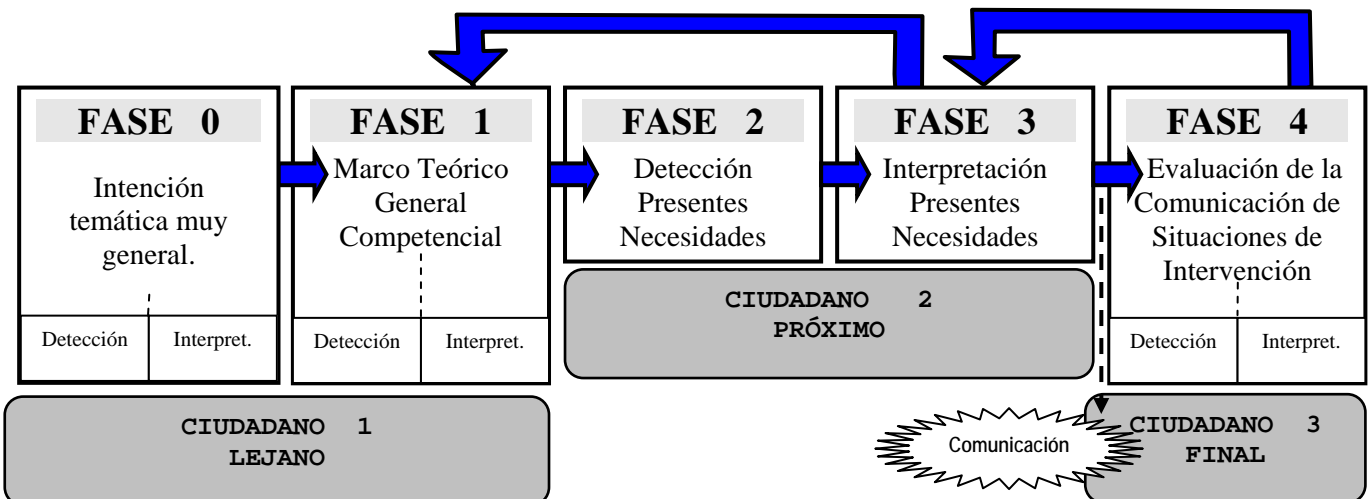 FASE 0
Intención
temática muy
general.
Detección
Interpret.
FASE 1
Marco Teórico
General
Competencial
Detección
Interpret.
FASE 2
Detección
Presentes
Necesidades
FASE 3
Interpretación
Presentes
Necesidades
FASE 4
Evaluación de la
Comunicación de
Situaciones de
Intervención
Detección
Interpret.
CIUDADANO 2
PRÓXIMO
CIUDADANO 1
LEJANO
Comunicación
CIUDADANO 3
FINAL